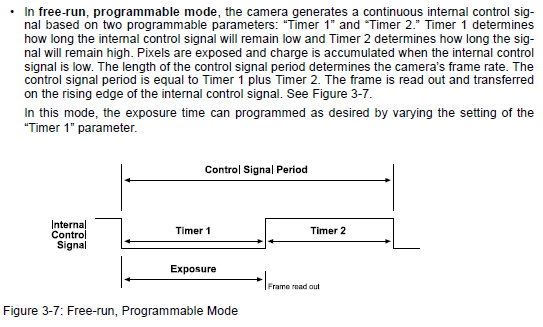 • In free-run, programmable mode, the camera generates a continuous internal control sig-
nal based on two programmable parameters: “Timer 1” and “Timer 2.” Timer 1 determines
how long the internal control signal will remain low and Timer 2 determines how long the sig-
nal will remain high. Pixels are exposed and charge is accumulated when the internal control
signal is low. The length of the control signal period determines the camera's frame rate. The
control signal period is equal to Timer 1 plus Timer 2. The frame is read out and transferred
on the rising edge of the internal control signal. See Figure 3-7.
In this mode, the exposure time can programmed as desired by varying the setting of the
“Timer 1” parameter.
Control Signal Period
Internal
Control
Signal
Timer 1
Timer 2
Exposure
Frame read out
Figure 3-7: Free-run, Programmable Mode